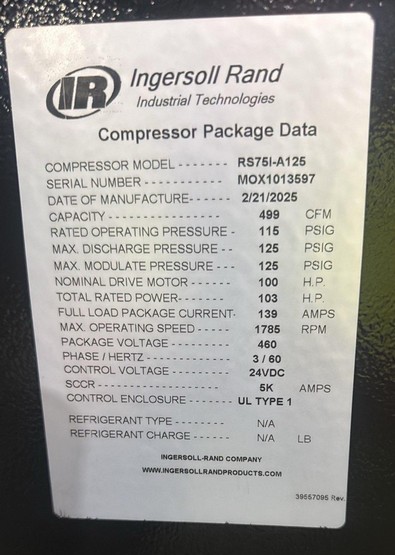 IR Ingersoll Rand
Industrial Technologies
Compressor Package Data
COMPRESSOR MODEL - - - - - - - RS75I-A125
SERIAL NUMBER - - - - - - - - - - - MOX1013597
DATE OF MANUFACTURE- - - - - - 2/21/2025
CAPACITY - - - - - - - - - - - - - - - - 499 CFM
RATED OPERATING PRESSURE - 115 PSIG
MAX. DISCHARGE PRESSURE - - 125 PSIG
MAX. MODULATE PRESSURE - - - 125 PSIG
NOMINAL DRIVE MOTOR - - - - - 100 H.P.
TOTAL RATED POWER- - - - - - - 103 H.P.
FULL LOAD PACKAGE CURRENT- 139 AMPS
MAX. OPERATING SPEED - - - - - 1785 RPM
PACKAGE VOLTAGE - - - - - - - - - 460
PHASE / HERTZ - - - - - - - - - - - - - 3 / 60
CONTROL VOLTAGE - - - - - - - - - 24VDC
SCCR - - - - - - - - - - - - - - - - - - - 5K AMPS
CONTROL ENCLOSURE - - - - - - UL TYPE 1
REFRIGERANT TYPE - - - - - - - - N/A
REFRIGERANT CHARGE - - - - - - N/A LB
INGERSOLL-RAND COMPANY
WWW.INGERSOLLRANDPRODUCTS.COM
39557095 Rev.